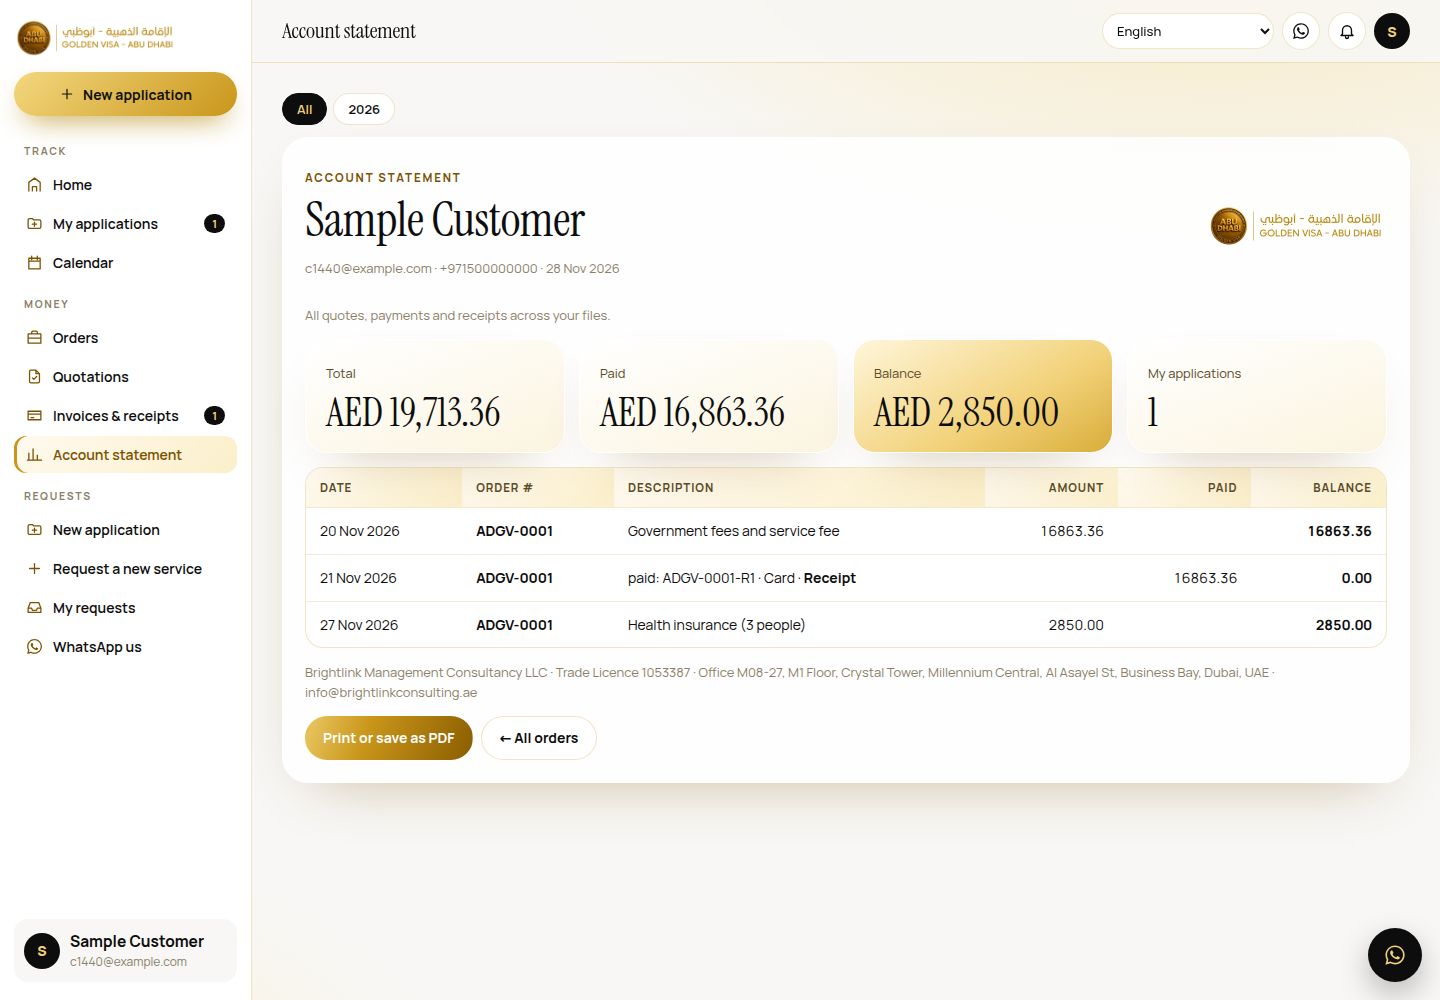 ABU DHABI
الإقامة الذهبية - ابوظبي
GOLDEN VISA - ABU DHABI
+ New application
TRACK
Home
My applications 1
Calendar
MONEY
Orders
Quotations
Invoices & receipts 1
Account statement
REQUESTS
New application
Request a new service
My requests
WhatsApp us
S
Sample Customer
c1440@example.com
Account statement
English
S
All
2026
ACCOUNT STATEMENT
Sample Customer
c1440@example.com · +971500000000 · 28 Nov 2026
ABU DHABI
الإقامة الذهبية - ابوظبي
GOLDEN VISA - ABU DHABI
All quotes, payments and receipts across your files.
Total
AED 19,713.36
Paid
AED 16,863.36
Balance
AED 2,850.00
My applications
1
DATE ORDER # DESCRIPTION AMOUNT PAID BALANCE
20 Nov 2026 ADGV-0001 Government fees and service fee 16863.36 16863.36
21 Nov 2026 ADGV-0001 paid: ADGV-0001-R1 · Card · Receipt 16863.36 0.00
27 Nov 2026 ADGV-0001 Health insurance (3 people) 2850.00 2850.00
Brightlink Management Consultancy LLC · Trade Licence 1053387 · Office M08-27, M1 Floor, Crystal Tower, Millennium Central, Al Asayel St, Business Bay, Dubai, UAE ·
info@brightlinkconsulting.ae
Print or save as PDF
← All orders